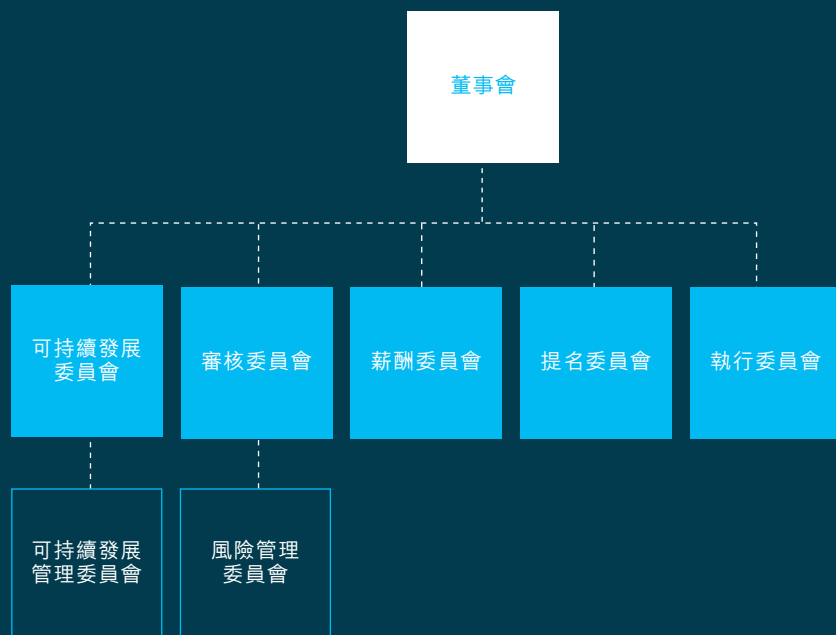 董事會
可持續發展
委員會
審核委員會
薪酬委員會
提名委員會
執行委員會
可持續發展
管理委員會
風險管理
委員會